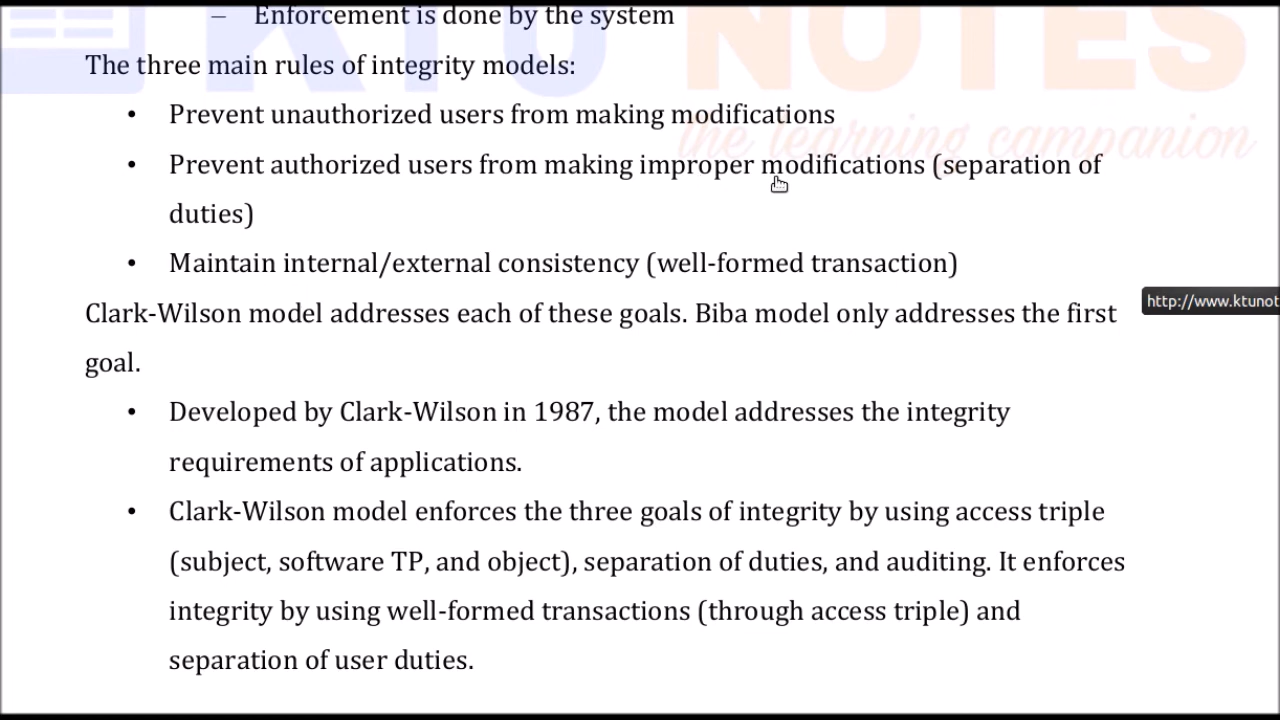 – Enforcement is done by the system
KTU NOTES
The three main rules of integrity models:
• Prevent unauthorized users from making modifications
the learning companion
• Prevent authorized users from making improper modifications (separation of
duties)
• Maintain internal/external consistency (well-formed transaction)
http://www.ktunot
Clark-Wilson model addresses each of these goals. Biba model only addresses the first
goal.
• Developed by Clark-Wilson in 1987, the model addresses the integrity
requirements of applications.
• Clark-Wilson model enforces the three goals of integrity by using access triple
(subject, software TP, and object), separation of duties, and auditing. It enforces
integrity by using well-formed transactions (through access triple) and
separation of user duties.